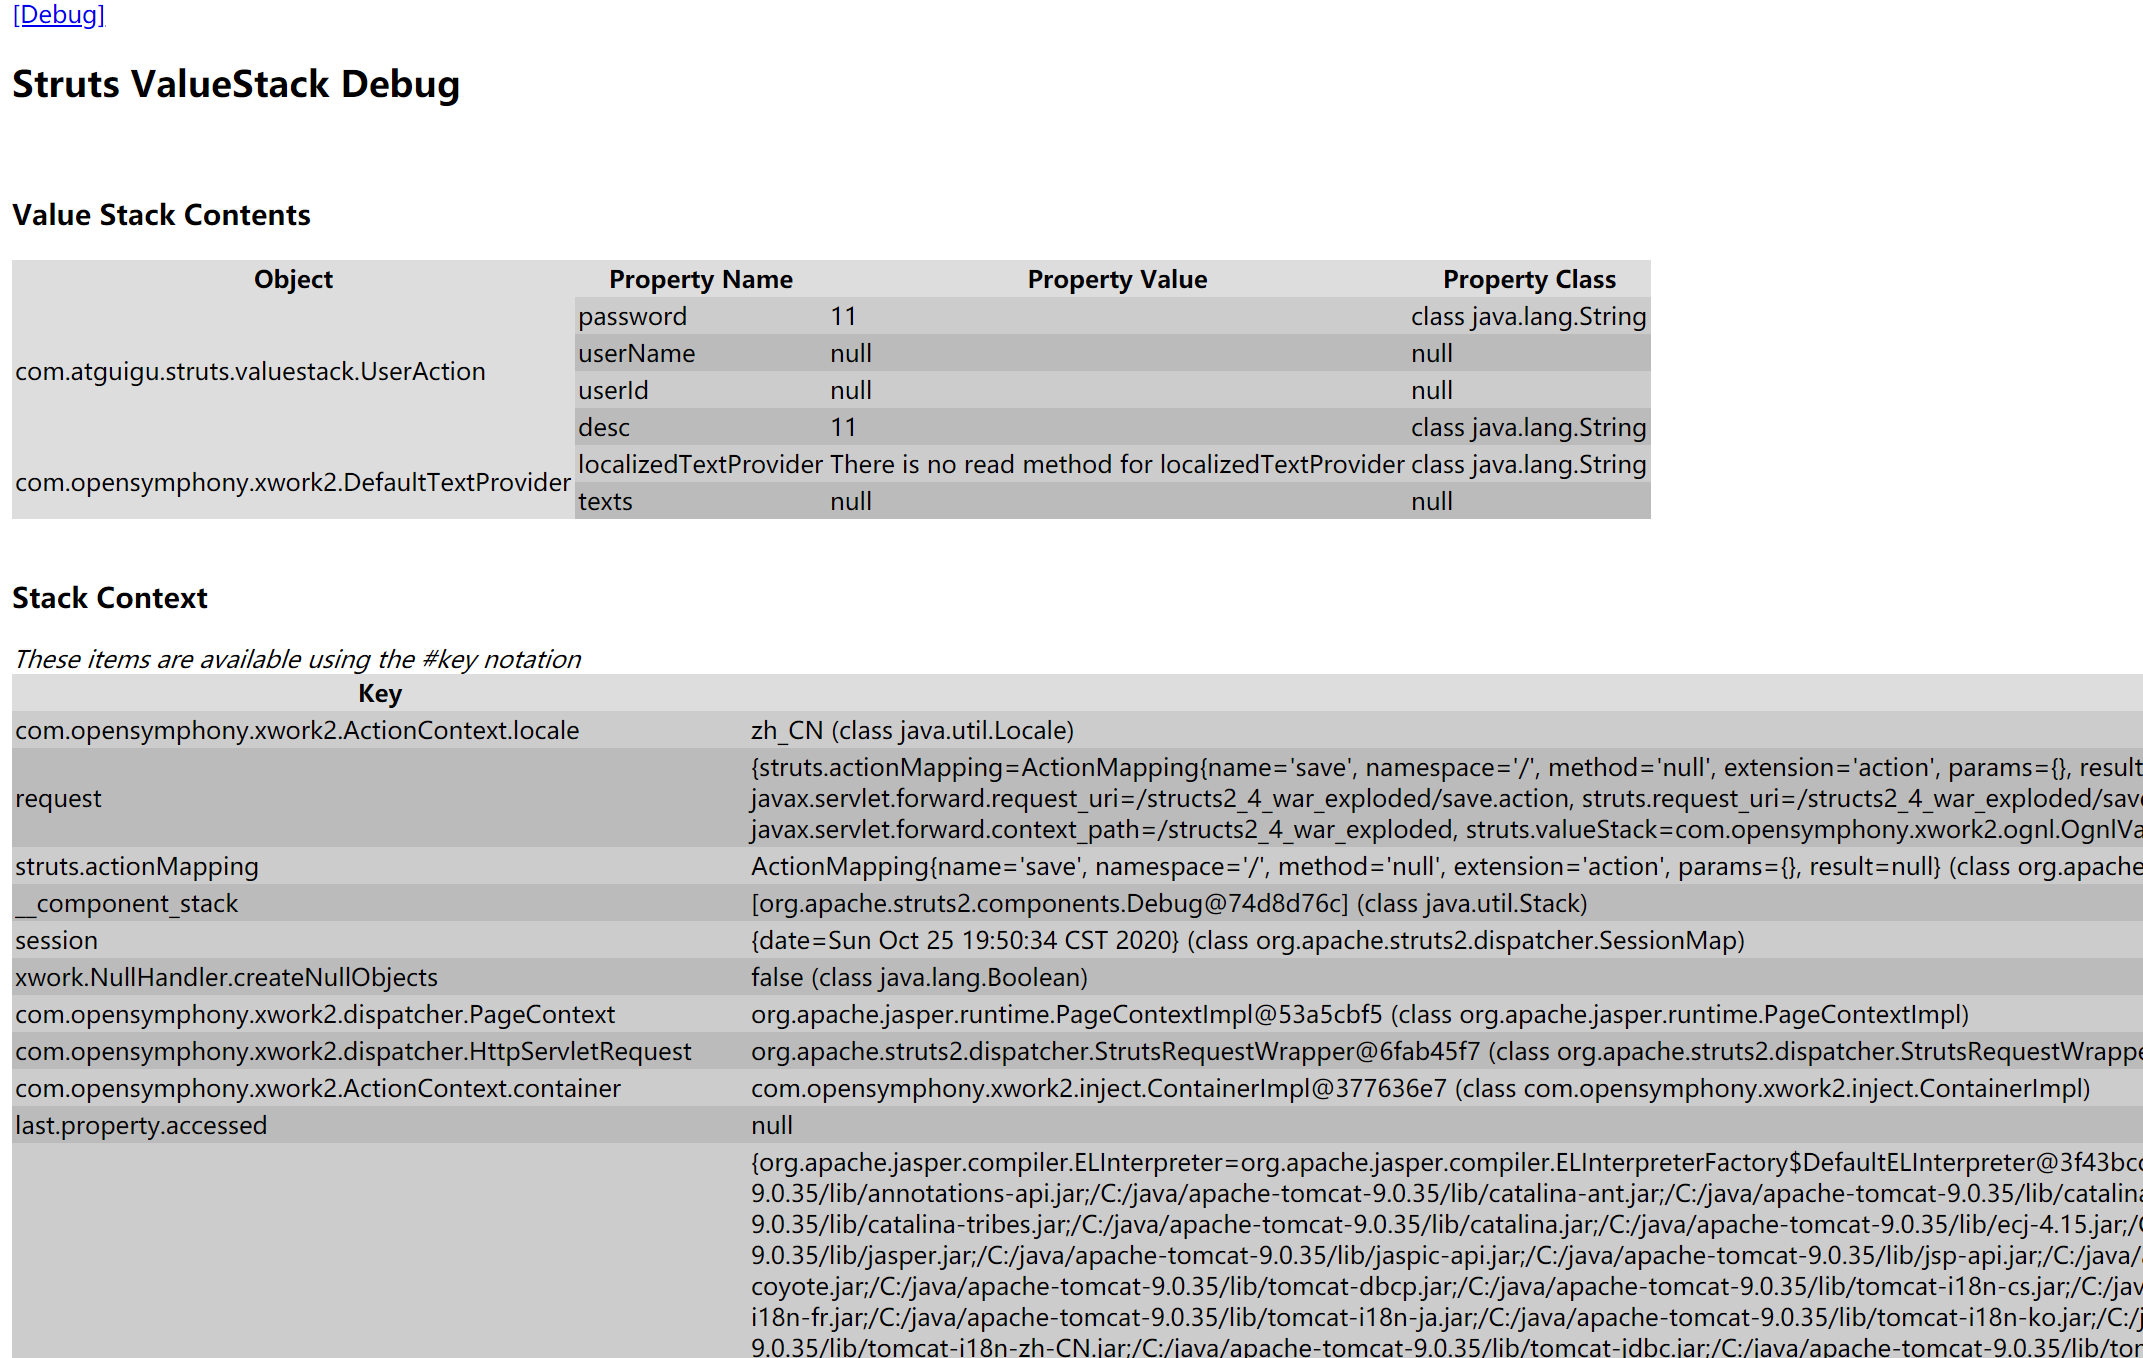 [Debug]
Struts ValueStack Debug
Value Stack Contents
Object Property Name Property Value Property Class
com.atguigu.struts.valuestack.UserAction
password 11 class java.lang.String
userName null null
userId null null
desc 11 class java.lang.String
com.opensymphony.xwork2.DefaultTextProvider
localizedTextProvider There is no read method for localizedTextProvider class java.lang.String
texts null null
Stack Context
These items are available using the #key notation
Key
com.opensymphony.xwork2.ActionContext.locale zh_CN (class java.util.Locale)
request
{struts.actionMapping=ActionMapping{name='save', namespace='/', method='null', extension='action', params={}, result
javax.servlet.forward.request_uri=/structs2_4_war_exploded/save.action, struts.request_uri=/structs2_4_war_exploded/save
javax.servlet.forward.context_path=/structs2_4_war_exploded, struts.valueStack=com.opensymphony.xwork2.ognl.OgnlVa
struts.actionMapping ActionMapping{name='save', namespace='/', method='null', extension='action', params={}, result=null} (class org.apache
__component_stack [org.apache.struts2.components.Debug@74d8d76c] (class java.util.Stack)
session {date=Sun Oct 25 19:50:34 CST 2020} (class org.apache.struts2.dispatcher.SessionMap)
xwork.NullHandler.createNullObjects false (class java.lang.Boolean)
com.opensymphony.xwork2.dispatcher.PageContext org.apache.jasper.runtime.PageContextImpl@53a5cbf5 (class org.apache.jasper.runtime.PageContextImpl)
com.opensymphony.xwork2.dispatcher.HttpServletRequest org.apache.struts2.dispatcher.StrutsRequestWrapper@6fab45f7 (class org.apache.struts2.dispatcher.StrutsRequestWrappe
com.opensymphony.xwork2.ActionContext.container com.opensymphony.xwork2.inject.ContainerImpl@377636e7 (class com.opensymphony.xwork2.inject.ContainerImpl)
last.property.accessed null
{org.apache.jasper.compiler.ELInterpreter=org.apache.jasper.compiler.ELInterpreterFactory$DefaultELInterpreter@3f43bcc
9.0.35/lib/annotations-api.jar;/C:/java/apache-tomcat-9.0.35/lib/catalina-ant.jar;/C:/java/apache-tomcat-9.0.35/lib/catalina
9.0.35/lib/catalina-tribes.jar;/C:/java/apache-tomcat-9.0.35/lib/catalina.jar;/C:/java/apache-tomcat-9.0.35/lib/ecj-4.15.jar;/C
9.0.35/lib/jasper.jar;/C:/java/apache-tomcat-9.0.35/lib/jaspic-api.jar;/C:/java/apache-tomcat-9.0.35/lib/jsp-api.jar;/C:/java/
coyote.jar;/C:/java/apache-tomcat-9.0.35/lib/tomcat-dbcp.jar;/C:/java/apache-tomcat-9.0.35/lib/tomcat-i18n-cs.jar;/C:/jav
i18n-fr.jar;/C:/java/apache-tomcat-9.0.35/lib/tomcat-i18n-ja.jar;/C:/java/apache-tomcat-9.0.35/lib/tomcat-i18n-ko.jar;/C:/j
9.0.35/lib/tomcat-i18n-zh-CN.jar;/C:/java/apache-tomcat-9.0.35/lib/tomcat-jdbc.jar;/C:/java/apache-tomcat-9.0.35/lib/tom